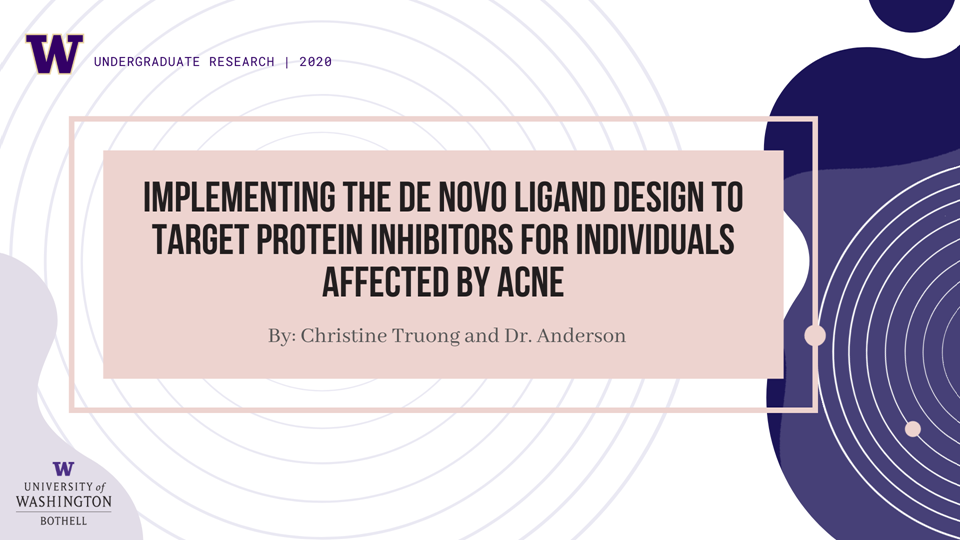 W UNDERGRADUATE RESEARCH | 2020
IMPLEMENTING THE DE NOVO LIGAND DESIGN TO
TARGET PROTEIN INHIBITORS FOR INDIVIDUALS
AFFECTED BY ACNE
By: Christine Truong and Dr. Anderson
W
UNIVERSITY of
WASHINGTON
BOTHELL